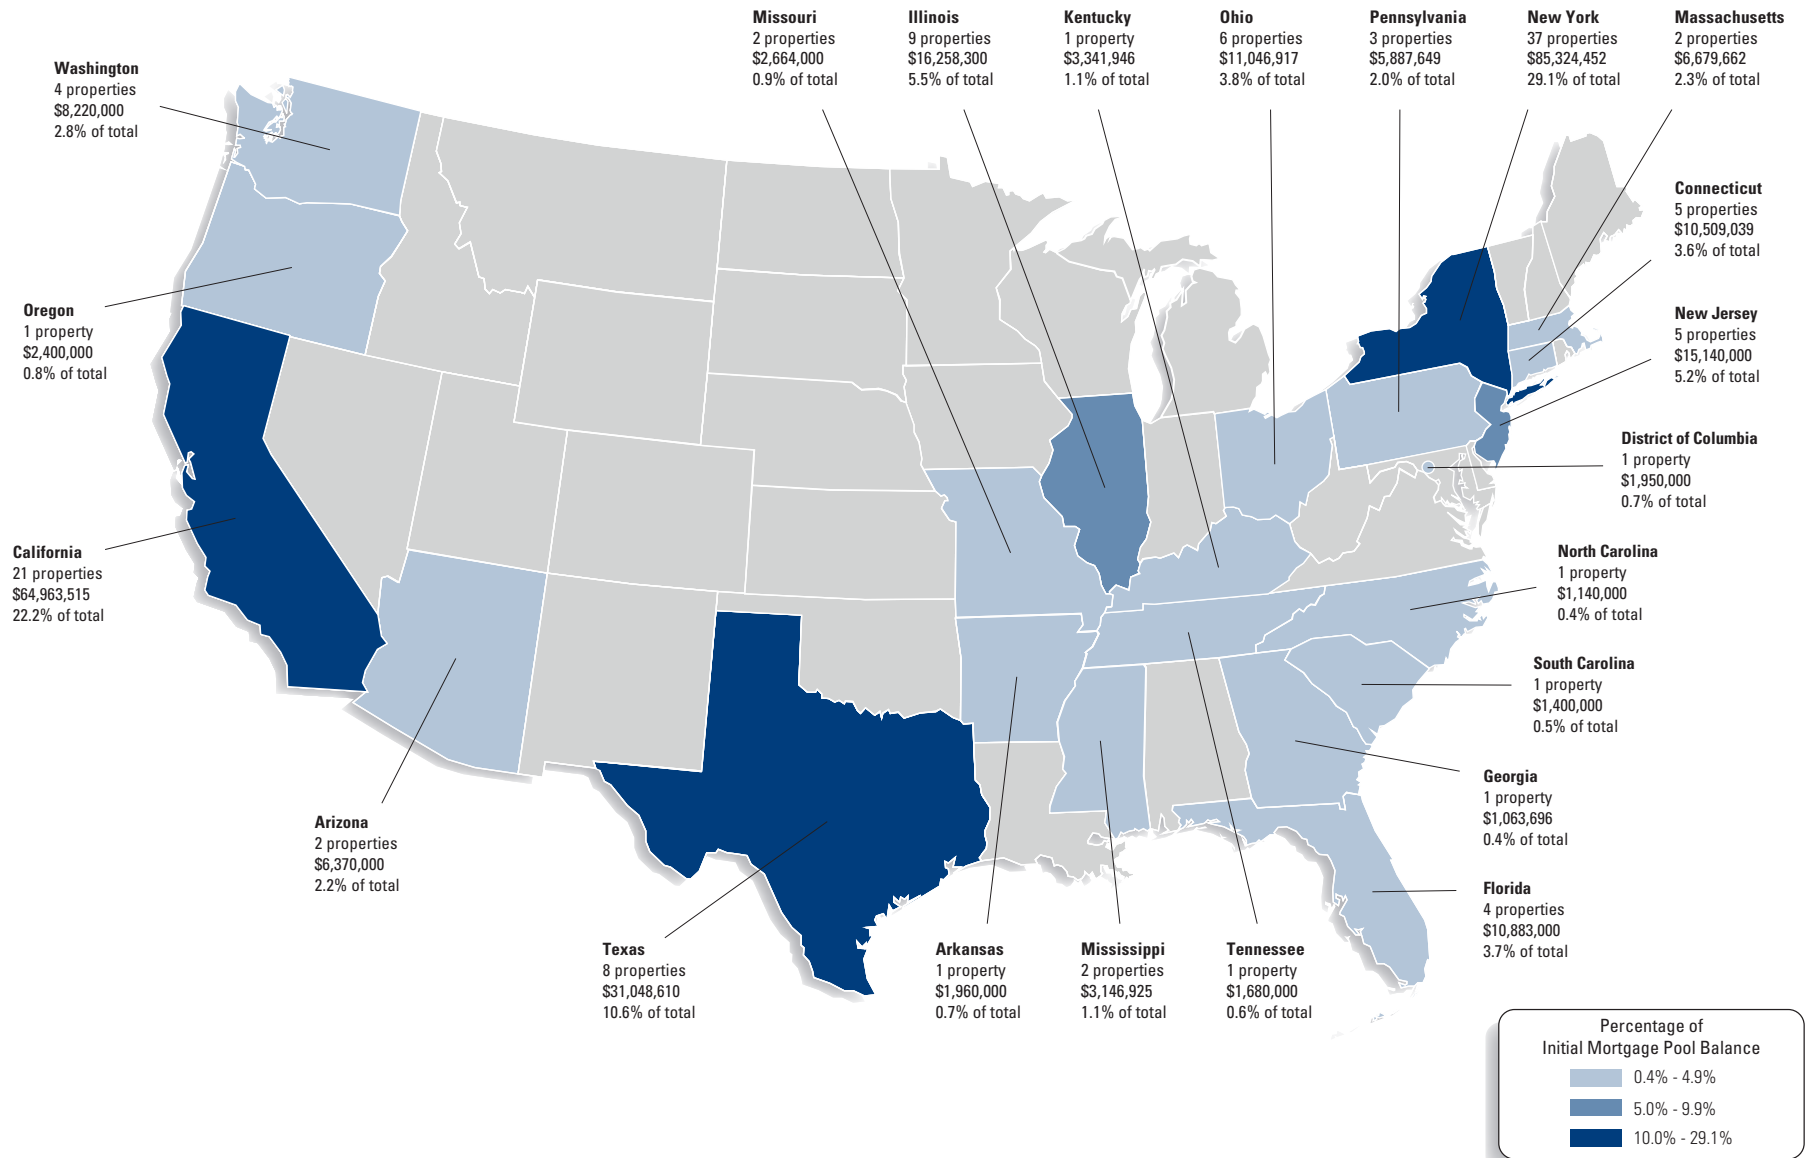 Missouri
2 properties
$2,664,000
0.9% of total
Illinois
9 properties
$16,258,300
5.5% of total
Kentucky
1 property
$3,341,946
1.1% of total
Ohio
6 properties
$11,046,917
3.8% of total
Pennsylvania
3 properties
$5,887,649
2.0% of total
New York
37 properties
$85,324,452
29.1% of total
Massachusetts
2 properties
$6,679,662
2.3% of total
Washington
4 properties
$8,220,000
2.8% of total
Connecticut
5 properties
$10,509,039
3.6% of total
Oregon
1 property
$2,400,000
0.8% of total
New Jersey
5 properties
$15,140,000
5.2% of total
District of Columbia
1 property
$1,950,000
0.7% of total
California
21 properties
$64,963,515
22.2% of total
North Carolina
1 property
$1,140,000
0.4% of total
South Carolina
1 property
$1,400,000
0.5% of total
Georgia
1 property
$1,063,696
0.4% of total
Arizona
2 properties
$6,370,000
2.2% of total
Florida
4 properties
$10,883,000
3.7% of total
Texas
8 properties
$31,048,610
10.6% of total
Arkansas
1 property
$1,960,000
0.7% of total
Mississippi
2 properties
$3,146,925
1.1% of total
Tennessee
1 property
$1,680,000
0.6% of total
Percentage of
Initial Mortgage Pool Balance
0.4% - 4.9%
5.0% - 9.9%
10.0% - 29.1%